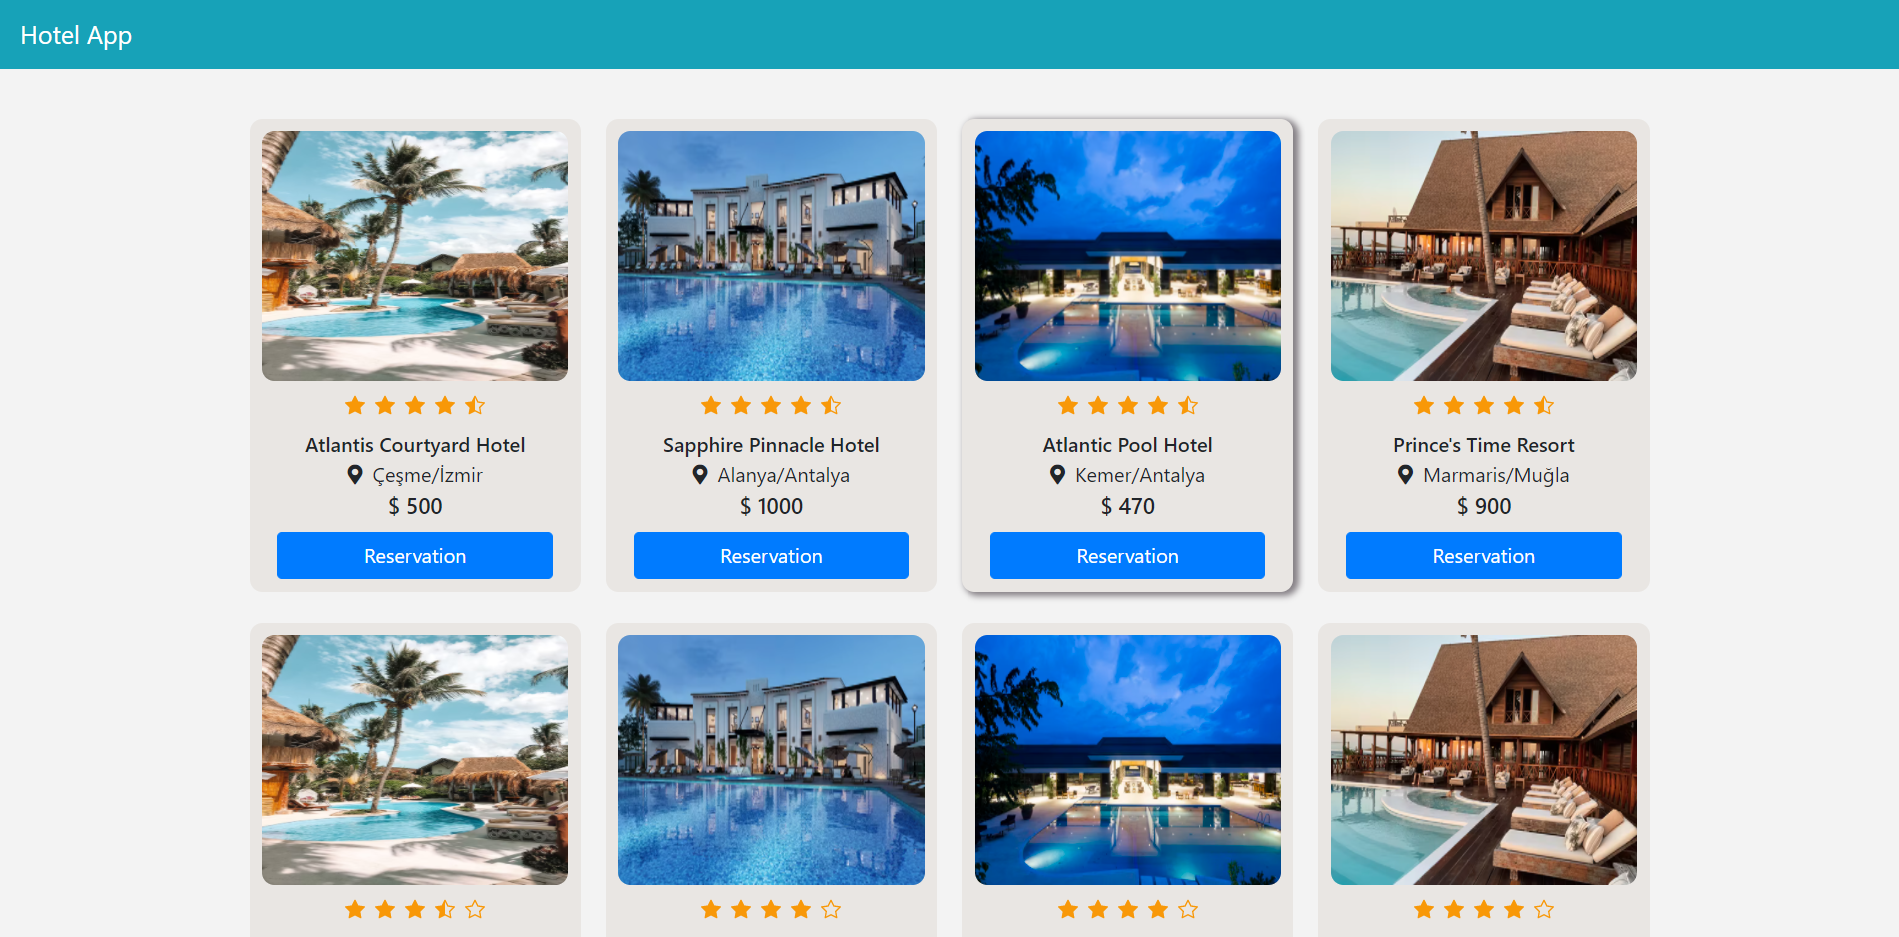 Hotel App
Atlantis Courtyard Hotel
Çeşme/İzmir
$ 500
Reservation
Sapphire Pinnacle Hotel
Alanya/Antalya
$ 1000
Reservation
Atlantic Pool Hotel
Kemer/Antalya
$ 470
Reservation
Prince's Time Resort
Marmaris/Muğla
$ 900
Reservation